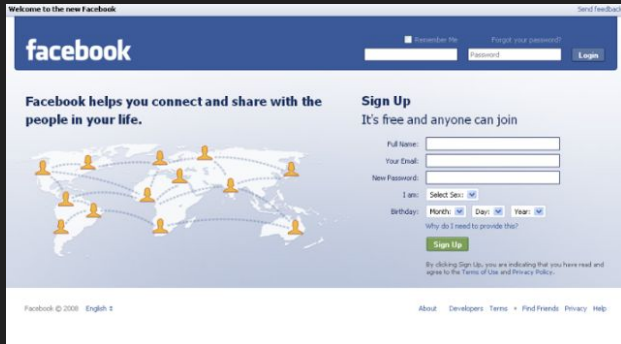 Welcome to the new Facebook
Send feedback
facebook
Remember Me
Forgot your password?
Password
Login
Facebook helps you connect and share with the
people in your life.
Sign Up
It's free and anyone can join
Full Name:
Your Email:
New Password:
I am: Select Sex:
Birthday: Month: Day: Year:
Why do I need to provide this?
Sign Up
By clicking Sign Up, you are indicating that you have read and
agree to the Terms of Use and Privacy Policy.
Facebook © 2008 English
About Developers Terms • Find Friends Privacy Help